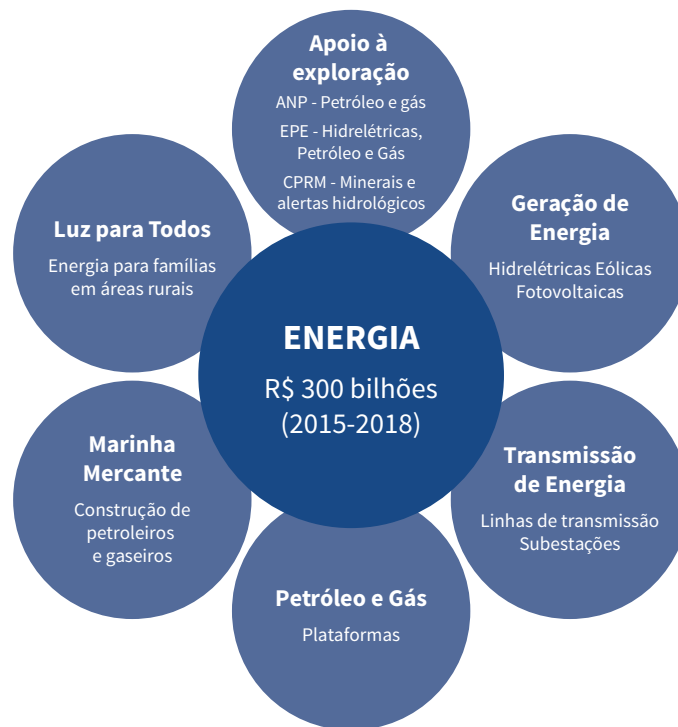 Apoio à
exploração
ANP - Petróleo e gás
EPE - Hidrelétricas,
Petróleo e Gás
CPRM - Minerais e
alertas hidrológicos
Geração de
Energia
Hidrelétricas Eólicas
Fotovoltaicas
Transmissão
de Energia
Linhas de transmissão
Subestações
Petróleo e Gás
Plataformas
Marinha
Mercante
Construção de
petroleiros
e gaseiros
Luz para Todos
Energia para famílias
em áreas rurais
ENERGIA
R$ 300 bilhões
(2015-2018)